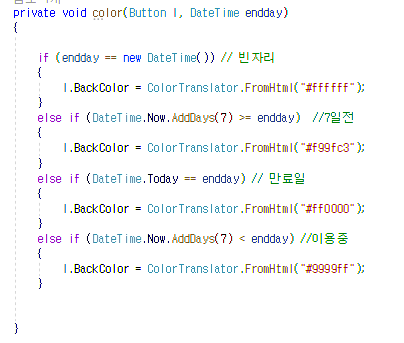 private void color(Button l, DateTime endday)
{
if (endday == new DateTime()) // 빈자리
{
l.BackColor = ColorTranslator.FromHtml("#ffffff");
}
else if (DateTime.Now.AddDays(7) >= endday) //7일전
{
l.BackColor = ColorTranslator.FromHtml("#f99fc3");
}
else if (DateTime.Today == endday) // 만료일
{
l.BackColor = ColorTranslator.FromHtml("#ff0000");
}
else if (DateTime.Now.AddDays(7) < endday) //이용중
{
l.BackColor = ColorTranslator.FromHtml("#9999ff");
}
}